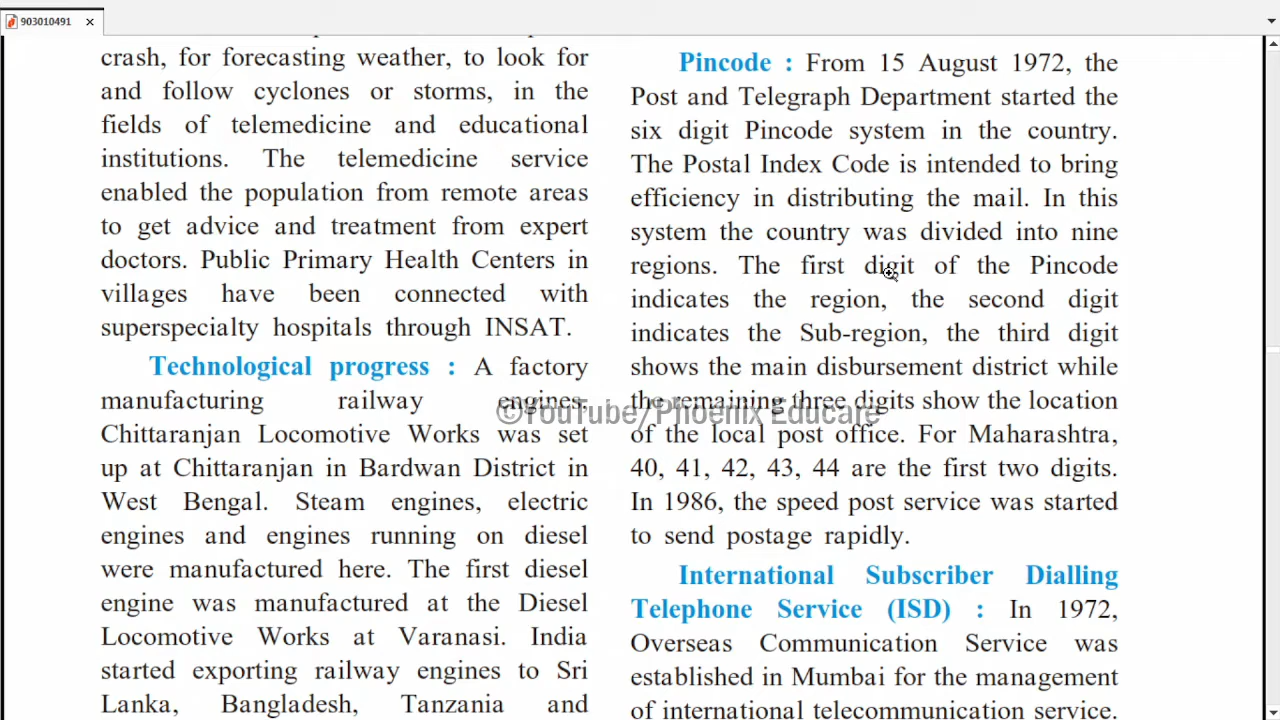 903010491
crash, for forecasting weather, to look for
and follow cyclones or storms, in the
fields of telemedicine and educational
institutions. The telemedicine service
enabled the population from remote areas
to get advice and treatment from expert
doctors. Public Primary Health Centers in
villages have been connected with
superspecialty hospitals through INSAT.
Technological progress : A factory
manufacturing railway engines,
Chittaranjan Locomotive Works was set
up at Chittaranjan in Bardwan District in
West Bengal. Steam engines, electric
engines and engines running on diesel
were manufactured here. The first diesel
engine was manufactured at the Diesel
Locomotive Works at Varanasi. India
started exporting railway engines to Sri
Lanka, Bangladesh, Tanzania and
Pincode : From 15 August 1972, the
Post and Telegraph Department started the
six digit Pincode system in the country.
The Postal Index Code is intended to bring
efficiency in distributing the mail. In this
system the country was divided into nine
regions. The first digit of the Pincode
indicates the region, the second digit
indicates the Sub-region, the third digit
shows the main disbursement district while
the remaining three digits show the location
of the local post office. For Maharashtra,
40, 41, 42, 43, 44 are the first two digits.
In 1986, the speed post service was started
to send postage rapidly.
International Subscriber Dialling
Telephone Service (ISD) : In 1972,
Overseas Communication Service was
established in Mumbai for the management
of international telecommunication service.
©YouTube/Phoenix Educare